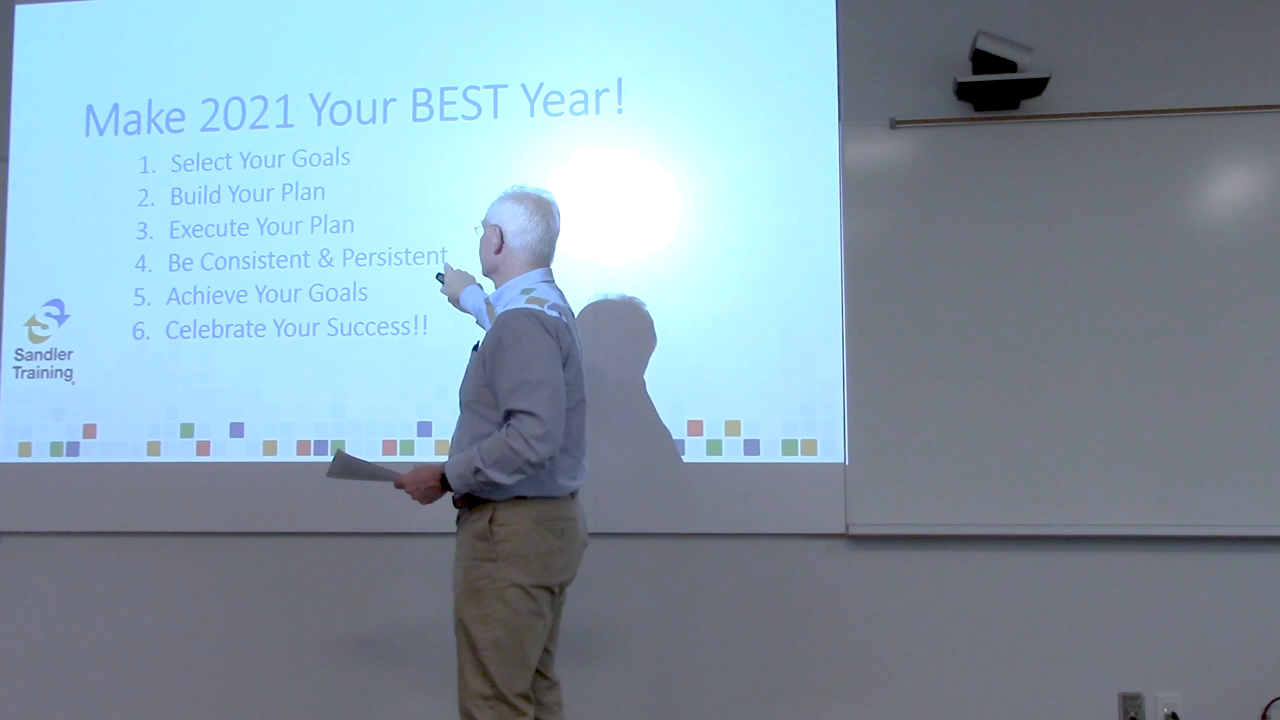 Make 2021 Your BEST Year!
1. Select Your Goals
2. Build Your Plan
3. Execute Your Plan
4. Be Consistent & Persistent
5. Achieve Your Goals
6. Celebrate Your Success!!
S
Sandler
Training